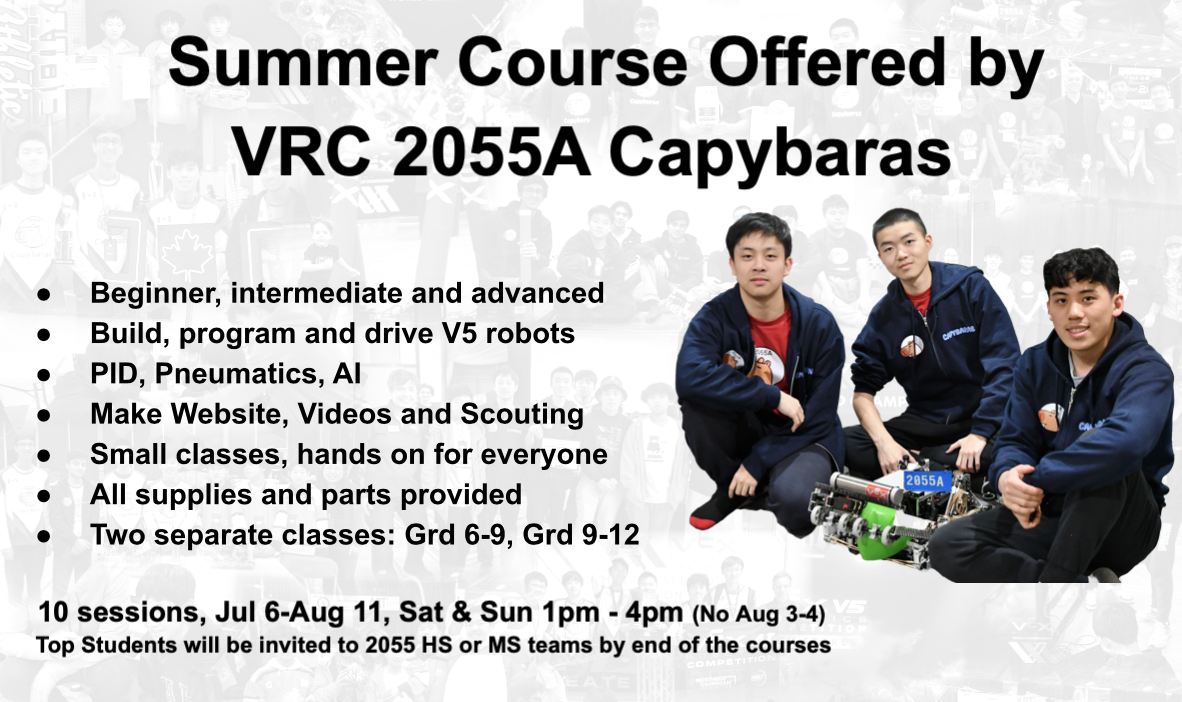 Summer Course Offered by
VRC 2055A Capybaras
● Beginner, intermediate and advanced
● Build, program and drive V5 robots
● PID, Pneumatics, AI
● Make Website, Videos and Scouting
● Small classes, hands on for everyone
● All supplies and parts provided
● Two separate classes: Grd 6-9, Grd 9-12
2055A
CAPYBARAS
2055A
10 sessions, Jul 6-Aug 11, Sat & Sun 1pm - 4pm (No Aug 3-4)
Top Students will be invited to 2055 HS or MS teams by end of the courses